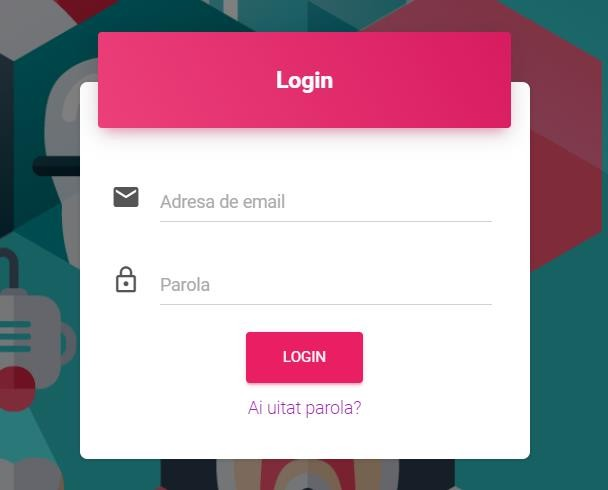 Login
Adresa de email
Parola
LOGIN
Ai uitat parola?